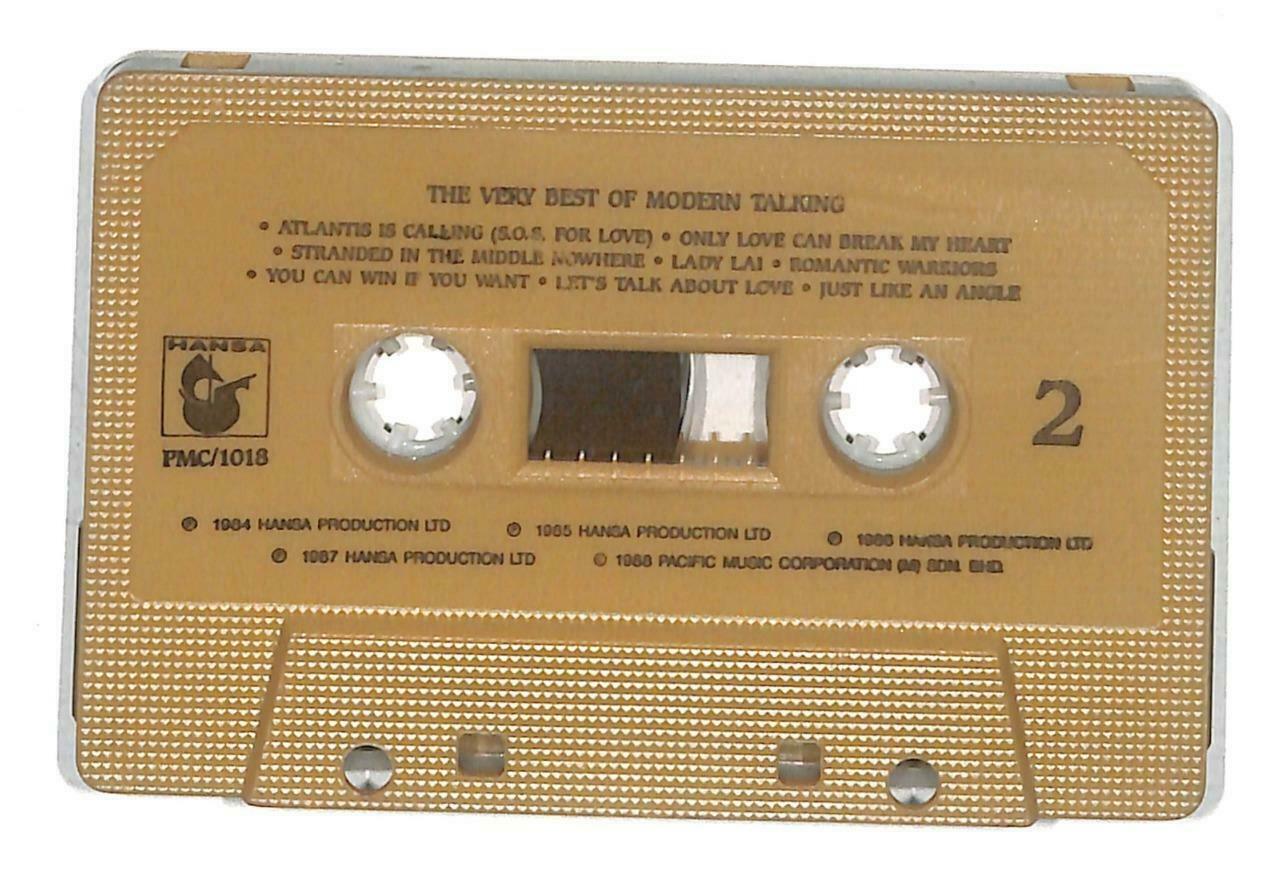 THE VERY BEST OF MODERN TALKING
• ATLANTIS IS CALLING (S.O.S. FOR LOVE) • ONLY LOVE CAN BREAK MY HEART
• STRANDED IN THE MIDDLE NOWHERE • LADY LAI • ROMANTIC WARRIORS
• YOU CAN WIN IF YOU WANT • LET'S TALK ABOUT LOVE • JUST LIKE AN ANGLE
HANSA
PMC/1018
2
℗ 1984 HANSA PRODUCTION LTD ℗ 1985 HANSA PRODUCTION LTD ℗ 1986 HANSA PRODUCTION LTD
℗ 1987 HANSA PRODUCTION LTD © 1988 PACIFIC MUSIC CORPORATION (M) SDN. BHD.